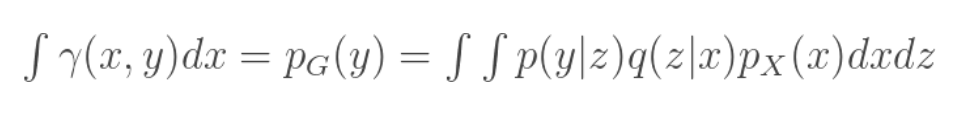 ∫ γ(x, y)dx = p_G(y) = ∫ ∫ p(y|z)q(z|x)p_X(x)dxdz